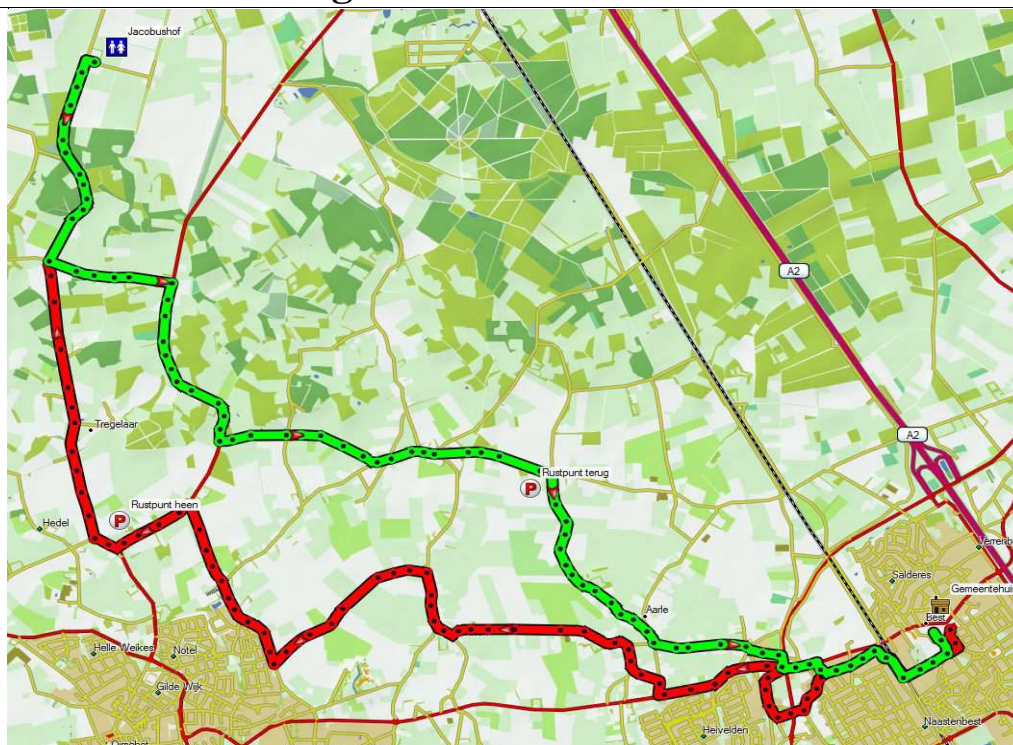 Jacobushof
A2
A2
Tregelaar
Rustpunt terug
P
Rustpunt heen
P
Hedel
Salderes
Gemeentehuis
Aarle
Best
Helle Weikes
Notel
Gilde Wijk
Heivelden
Naastenbest